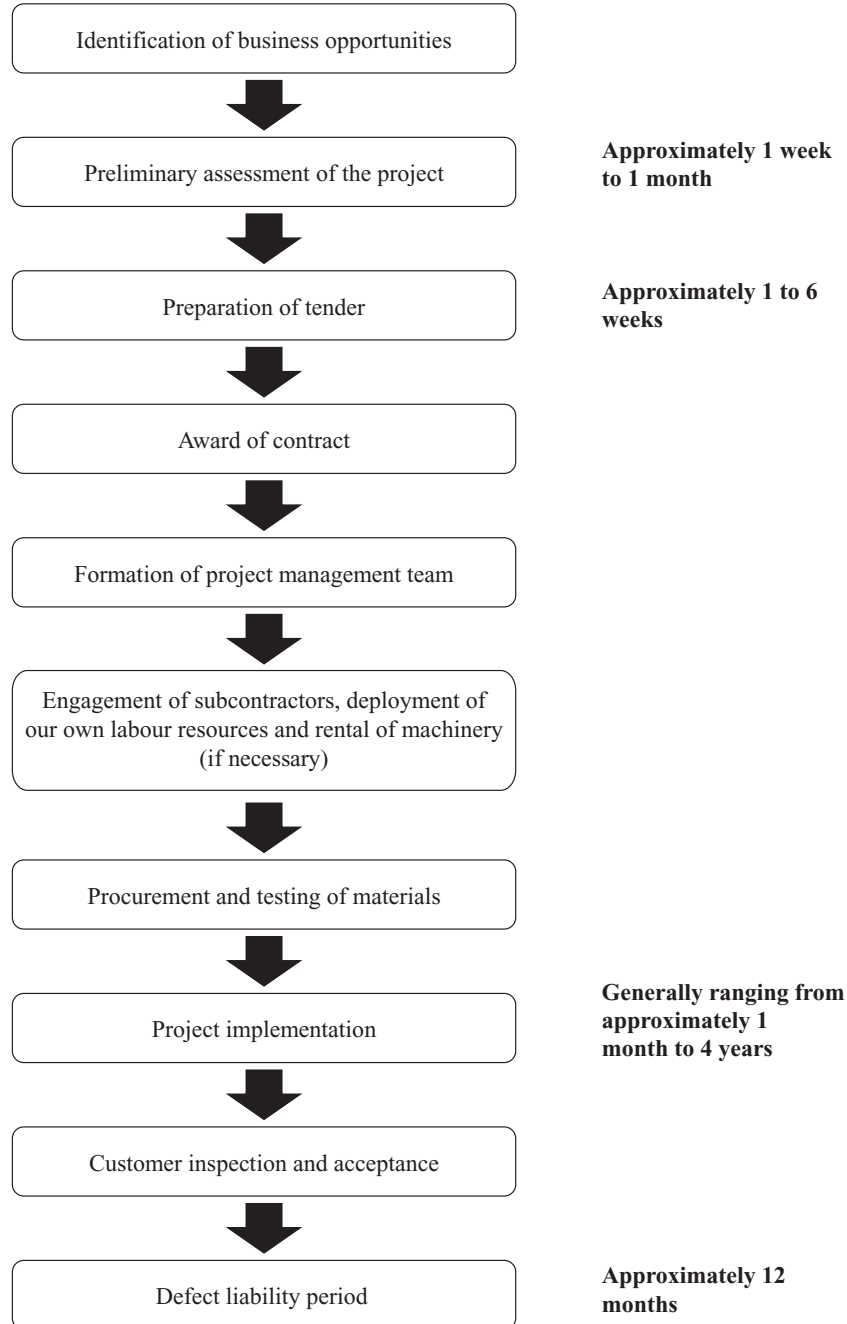 Identification of business opportunities
Preliminary assessment of the project
Approximately 1 week
to 1 month
Preparation of tender
Approximately 1 to 6
weeks
Award of contract
Formation of project management team
Engagement of subcontractors, deployment of
our own labour resources and rental of machinery
(if necessary)
Procurement and testing of materials
Project implementation
Generally ranging from
approximately 1
month to 4 years
Customer inspection and acceptance
Defect liability period
Approximately 12
months